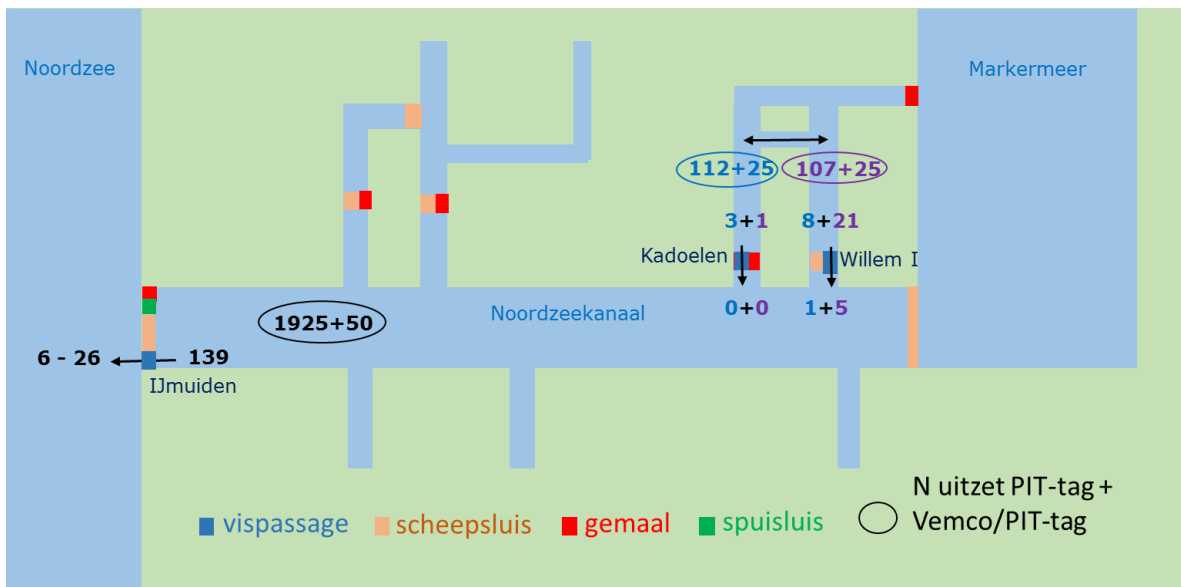 Noordzee
Markermeer
112+25
107+25
3+1
8+21
Kadoelen
Willem I
0+0
1+5
Noordzeekanaal
1925+50
6 - 26
139
IJmuiden
N uitzet PIT-tag +
Vemco/PIT-tag
vispassage
scheepsluis
gemaal
spuisluis